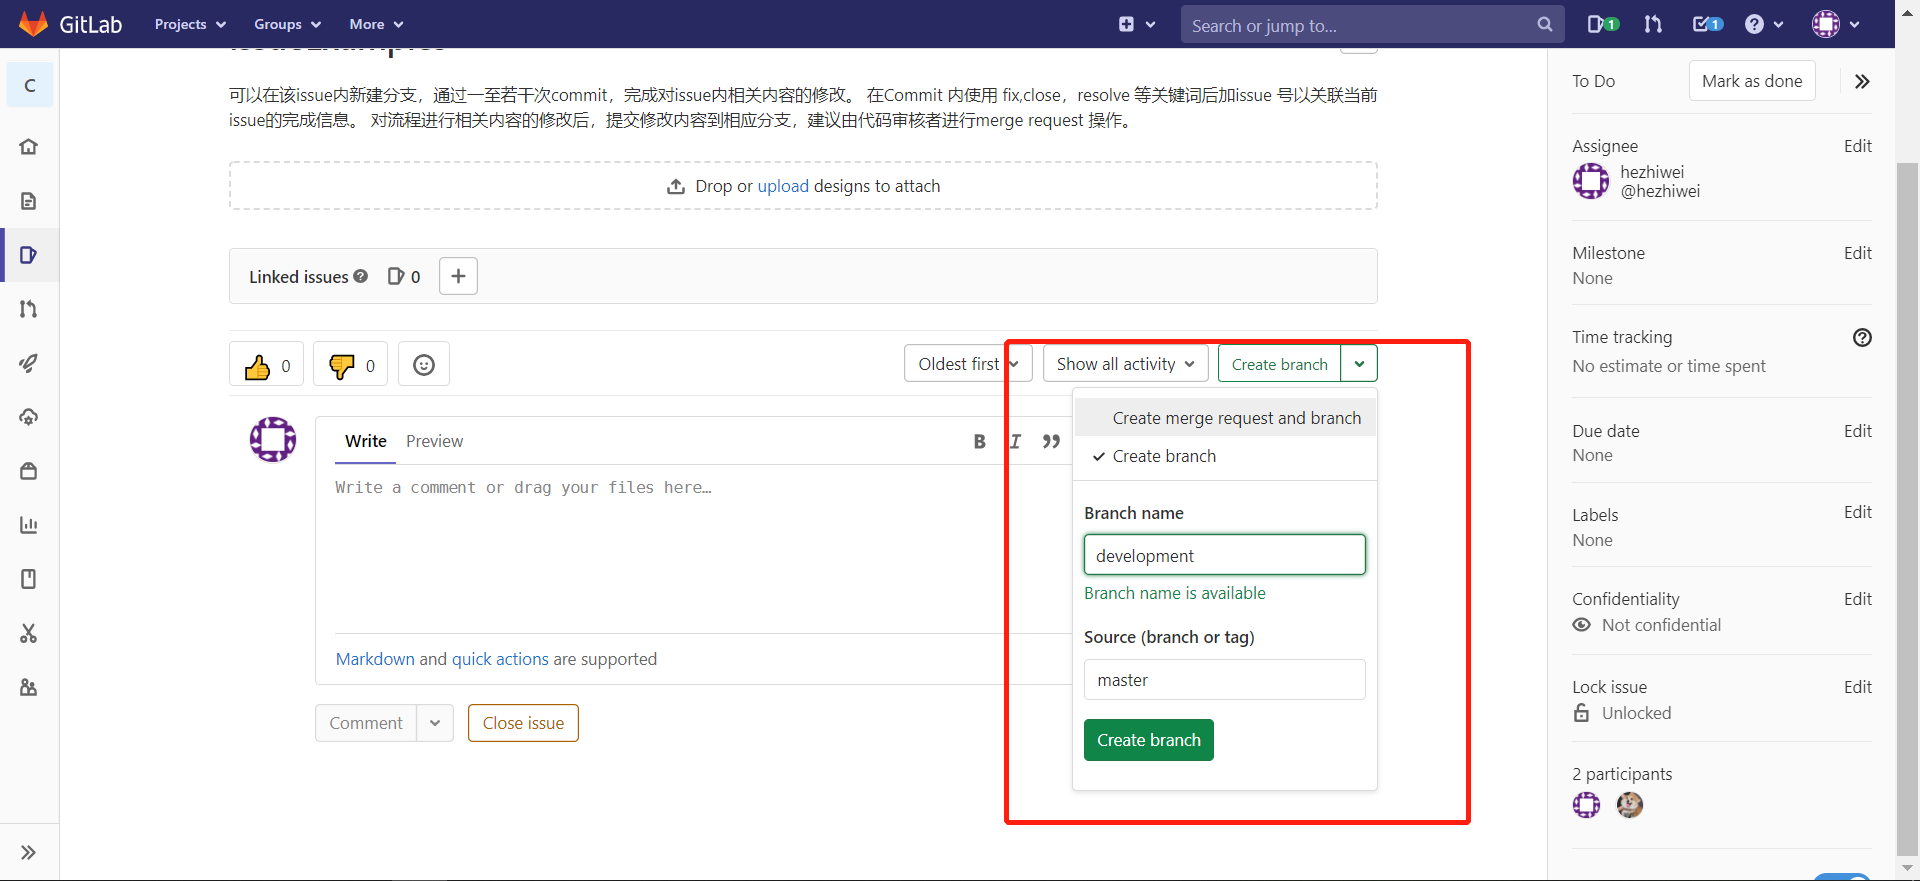 GitLab
Projects
Groups
More
Search or jump to...
1
1
C
可以在该issue内新建分支，通过一至若干次commit，完成对issue内相关内容的修改。 在Commit 内使用 fix,close，resolve 等关键词后加issue 号以关联当前
issue的完成信息。 对流程进行相关内容的修改后，提交修改内容到相应分支，建议由代码审核者进行merge request 操作。
Drop or upload designs to attach
Linked issues
0
0
0
Oldest first
Show all activity
Create branch
Create merge request and branch
Create branch
Write
Preview
B I
Write a comment or drag your files here…
Branch name
development
Branch name is available
Source (branch or tag)
master
Create branch
Markdown and quick actions are supported
Comment
Close issue
To Do
Mark as done
Assignee
Edit
hezhiwei
@hezhiwei
Milestone
Edit
None
Time tracking
No estimate or time spent
Due date
Edit
None
Labels
Edit
None
Confidentiality
Edit
Not confidential
Lock issue
Edit
Unlocked
2 participants